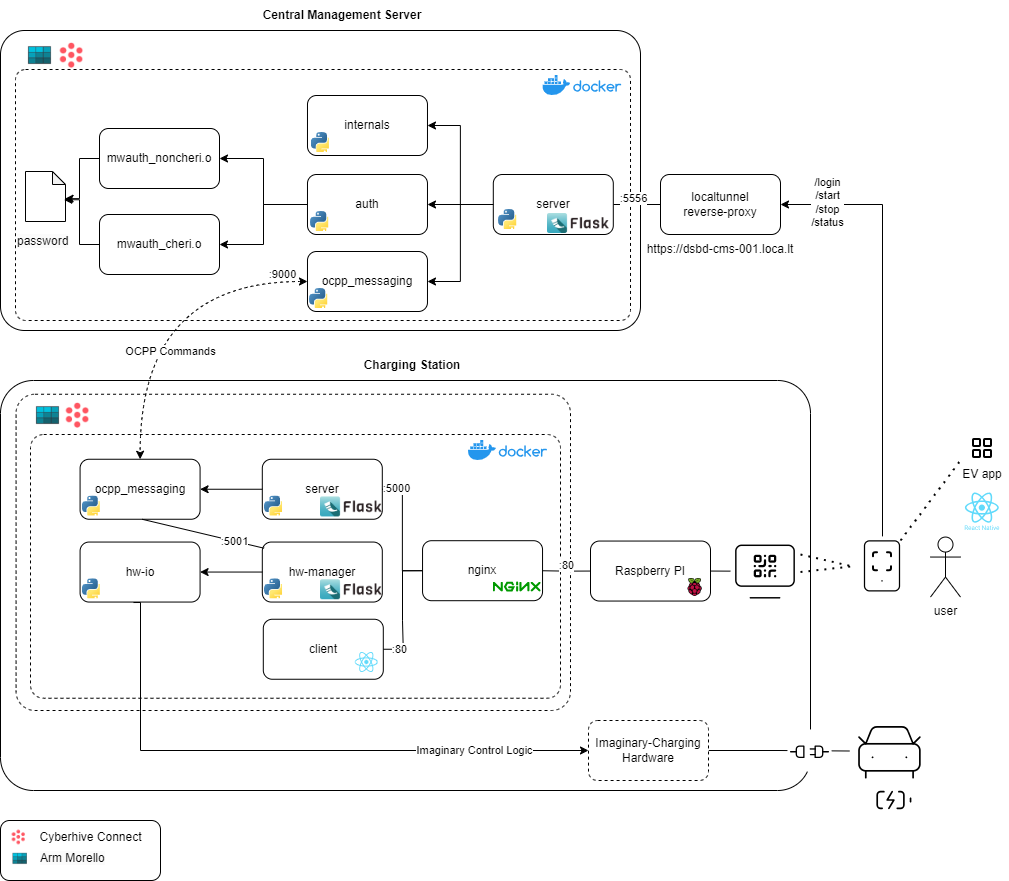 Central Management Server
docker
internals
mwauth_noncheri.o
auth
server
Flask
:5556
localtunnel
reverse-proxy
/login
/start
/stop
/status
password
mwauth_cheri.o
https://dsbd-cms-001.loca.lt
:9000
ocpp_messaging
OCPP Commands
Charging Station
docker
ocpp_messaging
server
Flask
:5000
EV app
React Native
:5001
hw-io
hw-manager
Flask
nginx
NGINX
:80
Raspberry PI
user
client
:80
Imaginary Control Logic
Imaginary-Charging
Hardware
Cyberhive Connect
Arm Morello